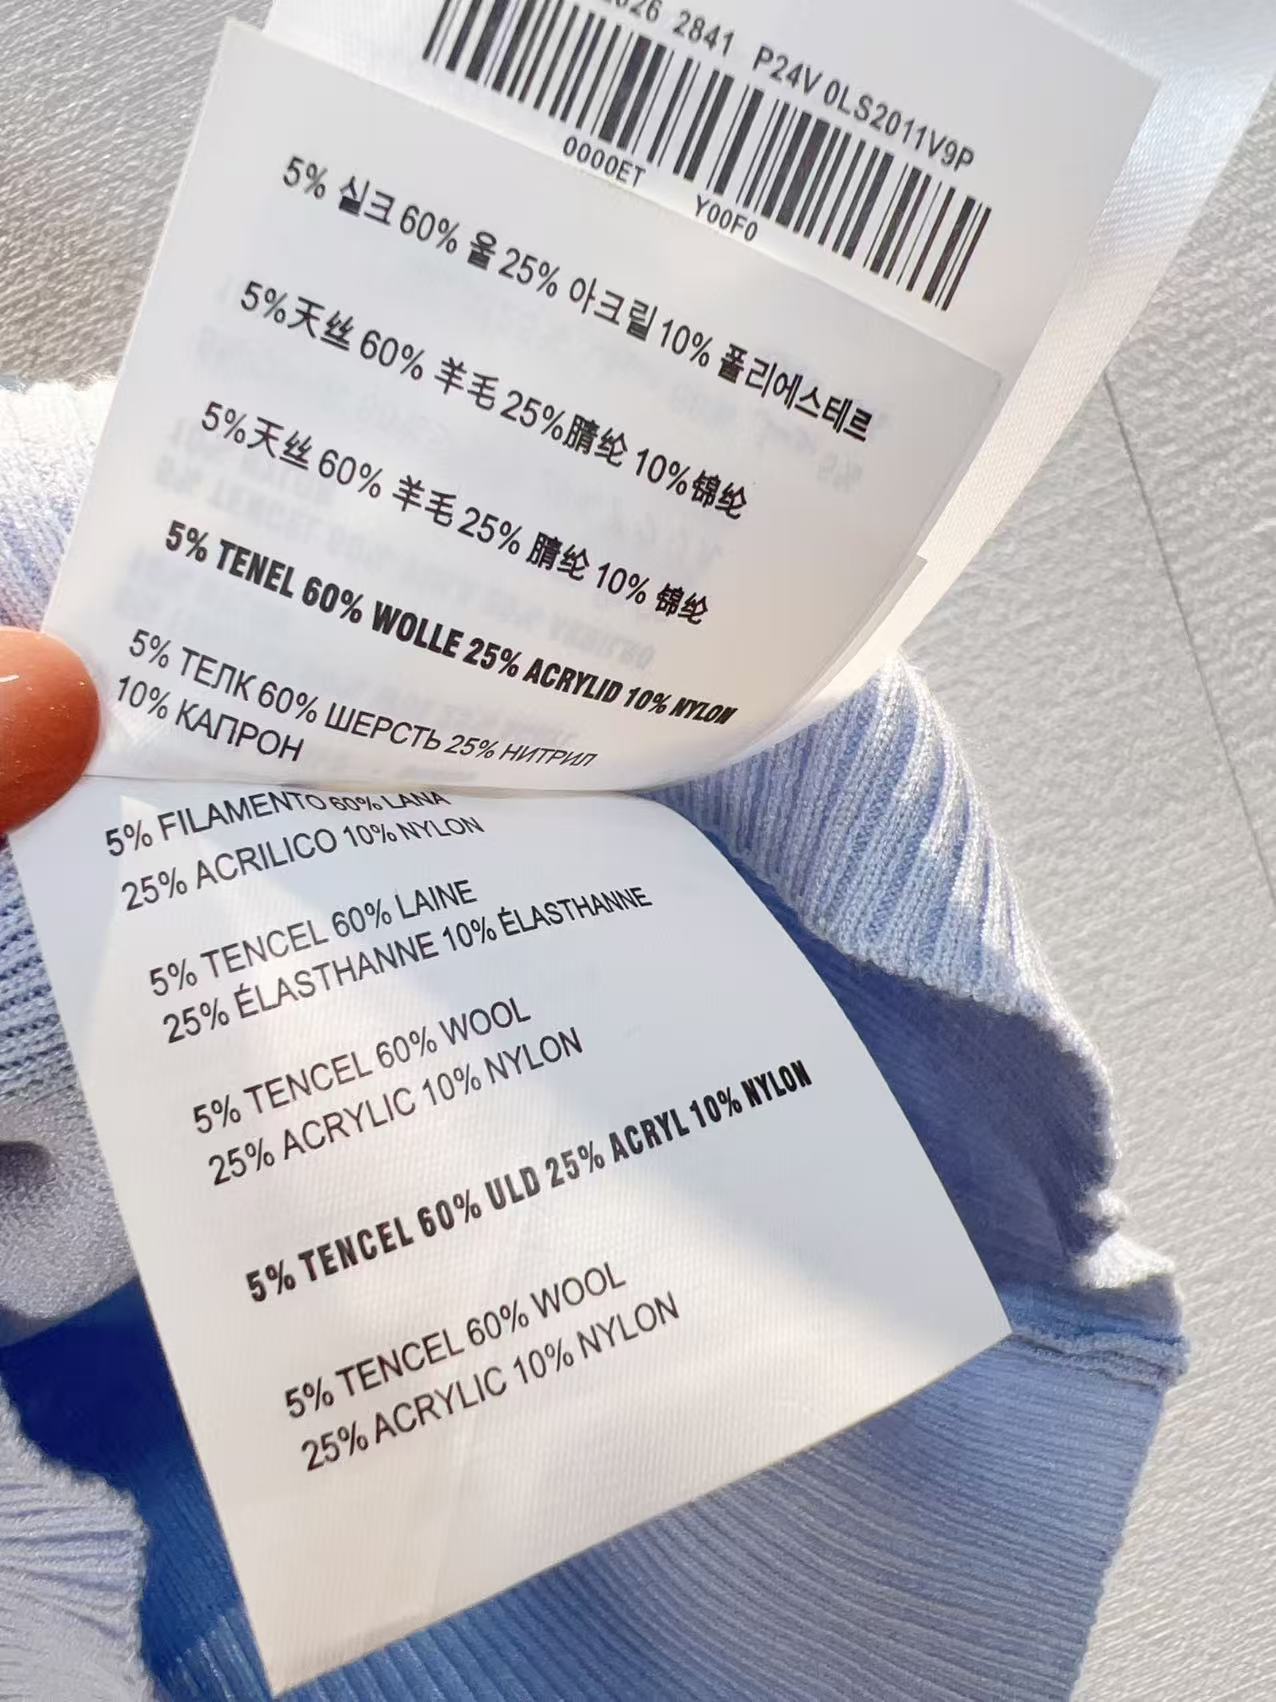 2841 P24V 0LS2011V9P
0000ET Y00F0
5% 실크 60% 울 25% 아크릴 10% 폴리에스테르
5%天丝 60% 羊毛 25%腈纶 10%锦纶
5%天丝 60% 羊毛 25% 腈纶 10% 锦纶
5% TENEL 60% WOLLE 25% ACRYLID 10% NYLON
5% ТЕЛК 60% ШЕРСТЬ 25% НИТРИЛ
10% КАПРОН
5% FILAMENTO 60% LANA
25% ACRILICO 10% NYLON
5% TENCEL 60% LAINE
25% ÉLASTHANNE 10% ÉLASTHANNE
5% TENCEL 60% WOOL
25% ACRYLIC 10% NYLON
5% TENCEL 60% ULD 25% ACRYL 10% NYLON
5% TENCEL 60% WOOL
25% ACRYLIC 10% NYLON